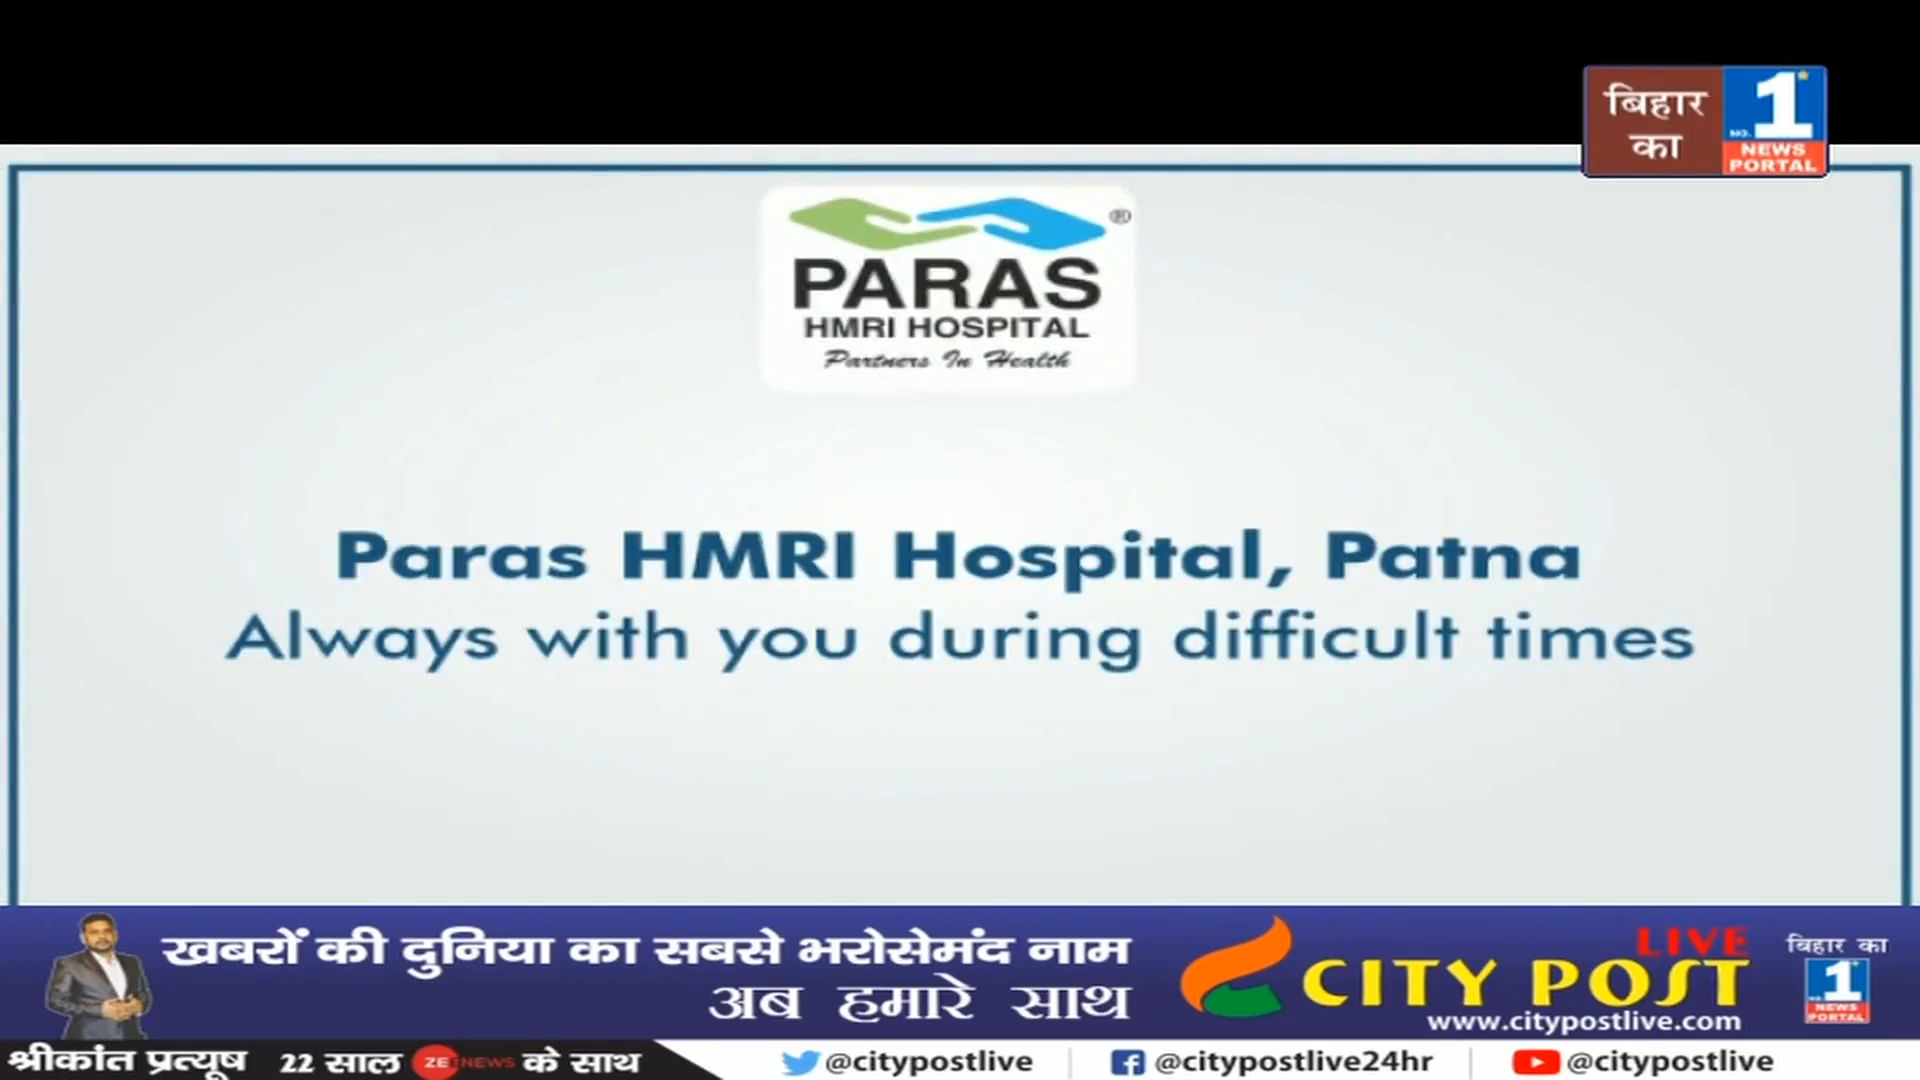 बिहार
का
NO. 1
NEWS
PORTAL
PARAS®
HMRI HOSPITAL
Partners In Health
Paras HMRI Hospital, Patna
Always with you during difficult times
खबरों की दुनिया का सबसे भरोसेमंद नाम
अब हमारे साथ
LIVE
CITY POST
www.citypostlive.com
बिहार का
NO. 1
NEWS
PORTAL
श्रीकांत प्रत्यूष 22 साल ZEE NEWS के साथ
@citypostlive
@citypostlive24hr
@citypostlive